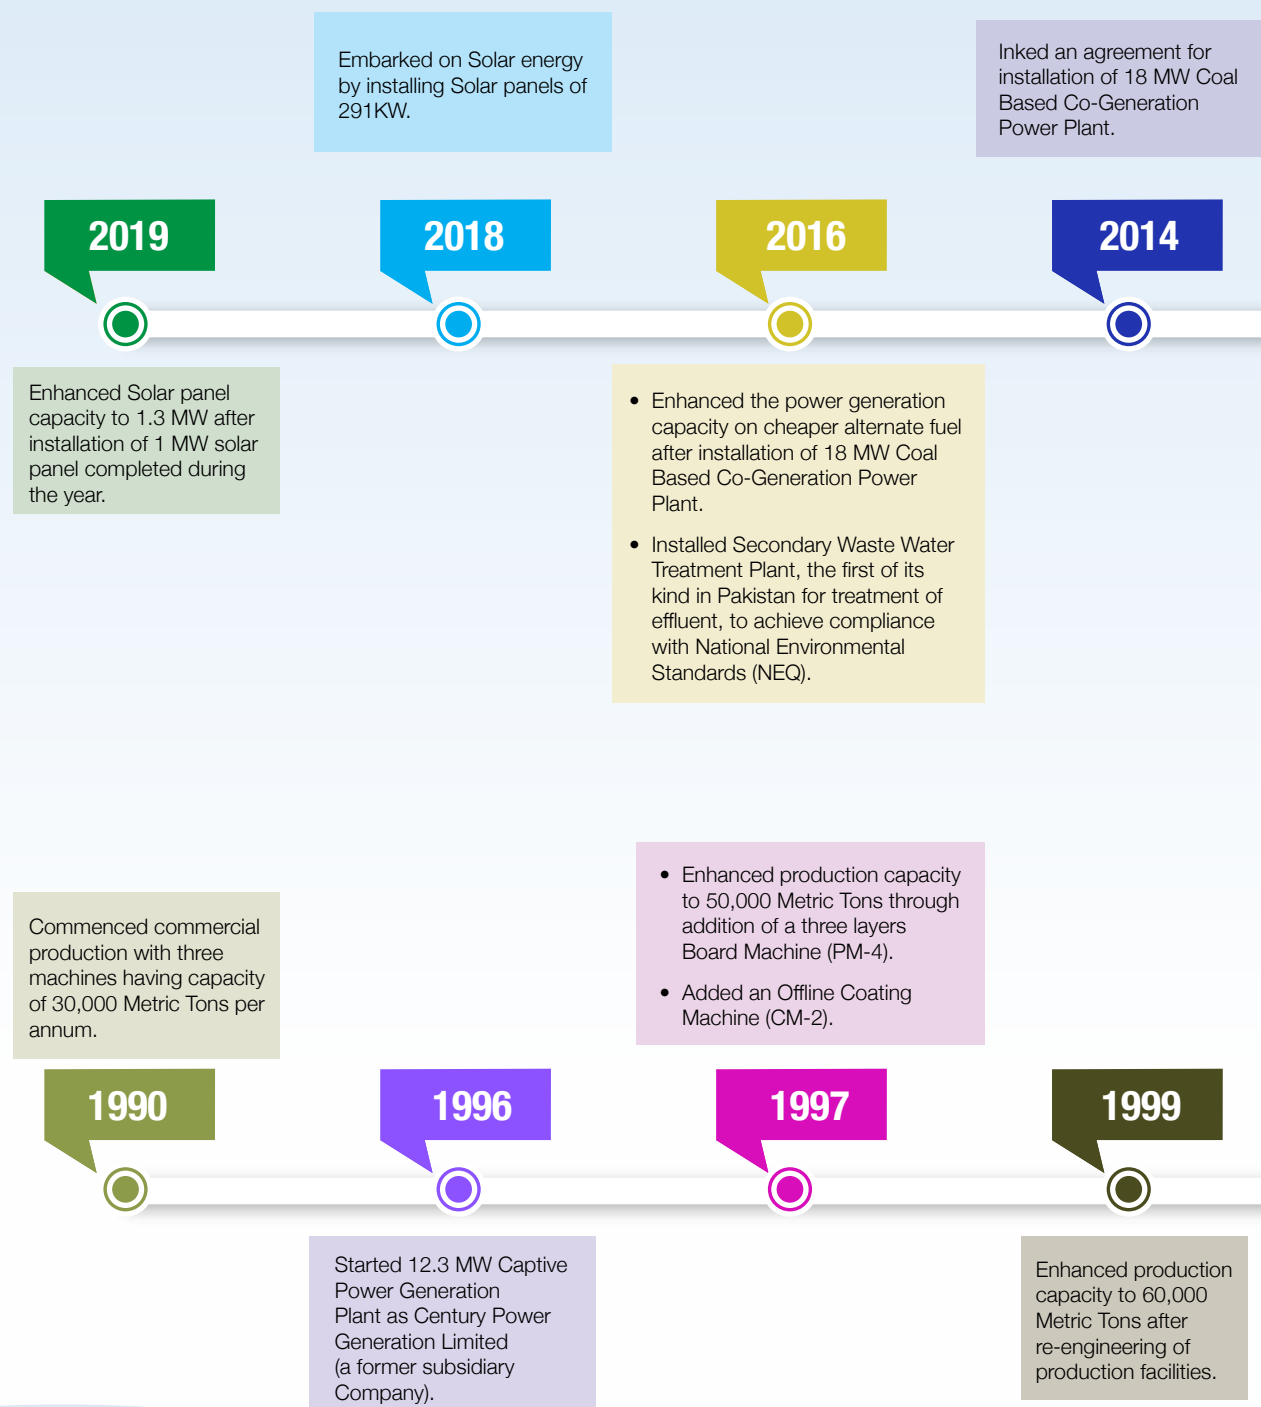 Embarked on Solar energy
by installing Solar panels of
291KW.
Inked an agreement for
installation of 18 MW Coal
Based Co-Generation
Power Plant.
2019
2018
2016
2014
Enhanced Solar panel
capacity to 1.3 MW after
installation of 1 MW solar
panel completed during
the year.
• Enhanced the power generation
capacity on cheaper alternate fuel
after installation of 18 MW Coal
Based Co-Generation Power
Plant.
• Installed Secondary Waste Water
Treatment Plant, the first of its
kind in Pakistan for treatment of
effluent, to achieve compliance
with National Environmental
Standards (NEQ).
Commenced commercial
production with three
machines having capacity
of 30,000 Metric Tons per
annum.
• Enhanced production capacity
to 50,000 Metric Tons through
addition of a three layers
Board Machine (PM-4).
• Added an Offline Coating
Machine (CM-2).
1990
1996
1997
1999
Started 12.3 MW Captive
Power Generation
Plant as Century Power
Generation Limited
(a former subsidiary
Company).
Enhanced production
capacity to 60,000
Metric Tons after
re-engineering of
production facilities.